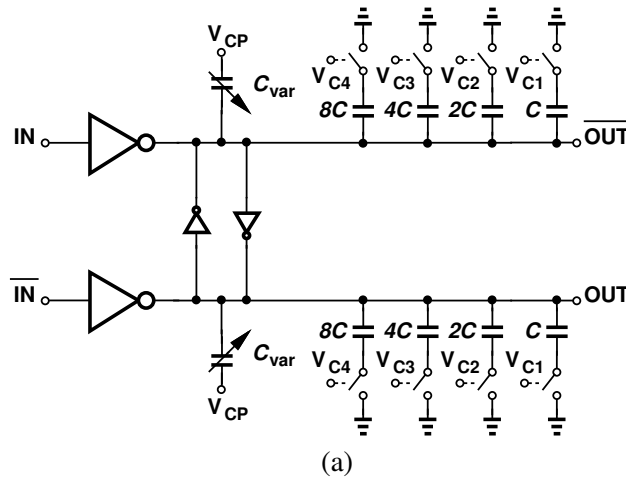 V_CP
C_var
V_C4 V_C3 V_C2 V_C1
8C 4C 2C C
IN
OUT
IN
OUT
8C 4C 2C C
C_var
V_C4 V_C3 V_C2 V_C1
V_CP
(a)